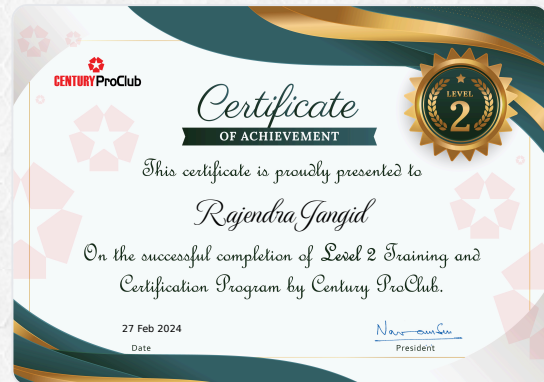 CENTURY ProClub
Certificate
OF ACHIEVEMENT
LEVEL
2
This certificate is proudly presented to
Rajendra Jangid
On the successful completion of Level 2 Training and
Certification Program by Century ProClub.
27 Feb 2024
Date
President